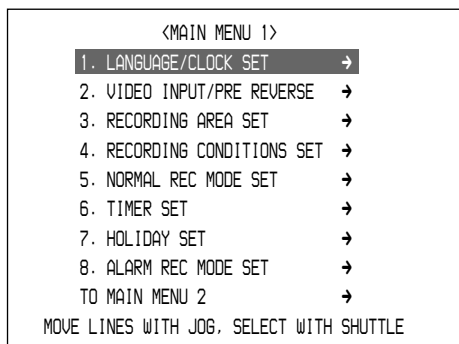 <MAIN MENU 1>
1. LANGUAGE/CLOCK SET →
2. VIDEO INPUT/PRE REVERSE →
3. RECORDING AREA SET →
4. RECORDING CONDITIONS SET →
5. NORMAL REC MODE SET →
6. TIMER SET →
7. HOLIDAY SET →
8. ALARM REC MODE SET →
TO MAIN MENU 2 →
MOVE LINES WITH JOG, SELECT WITH SHUTTLE